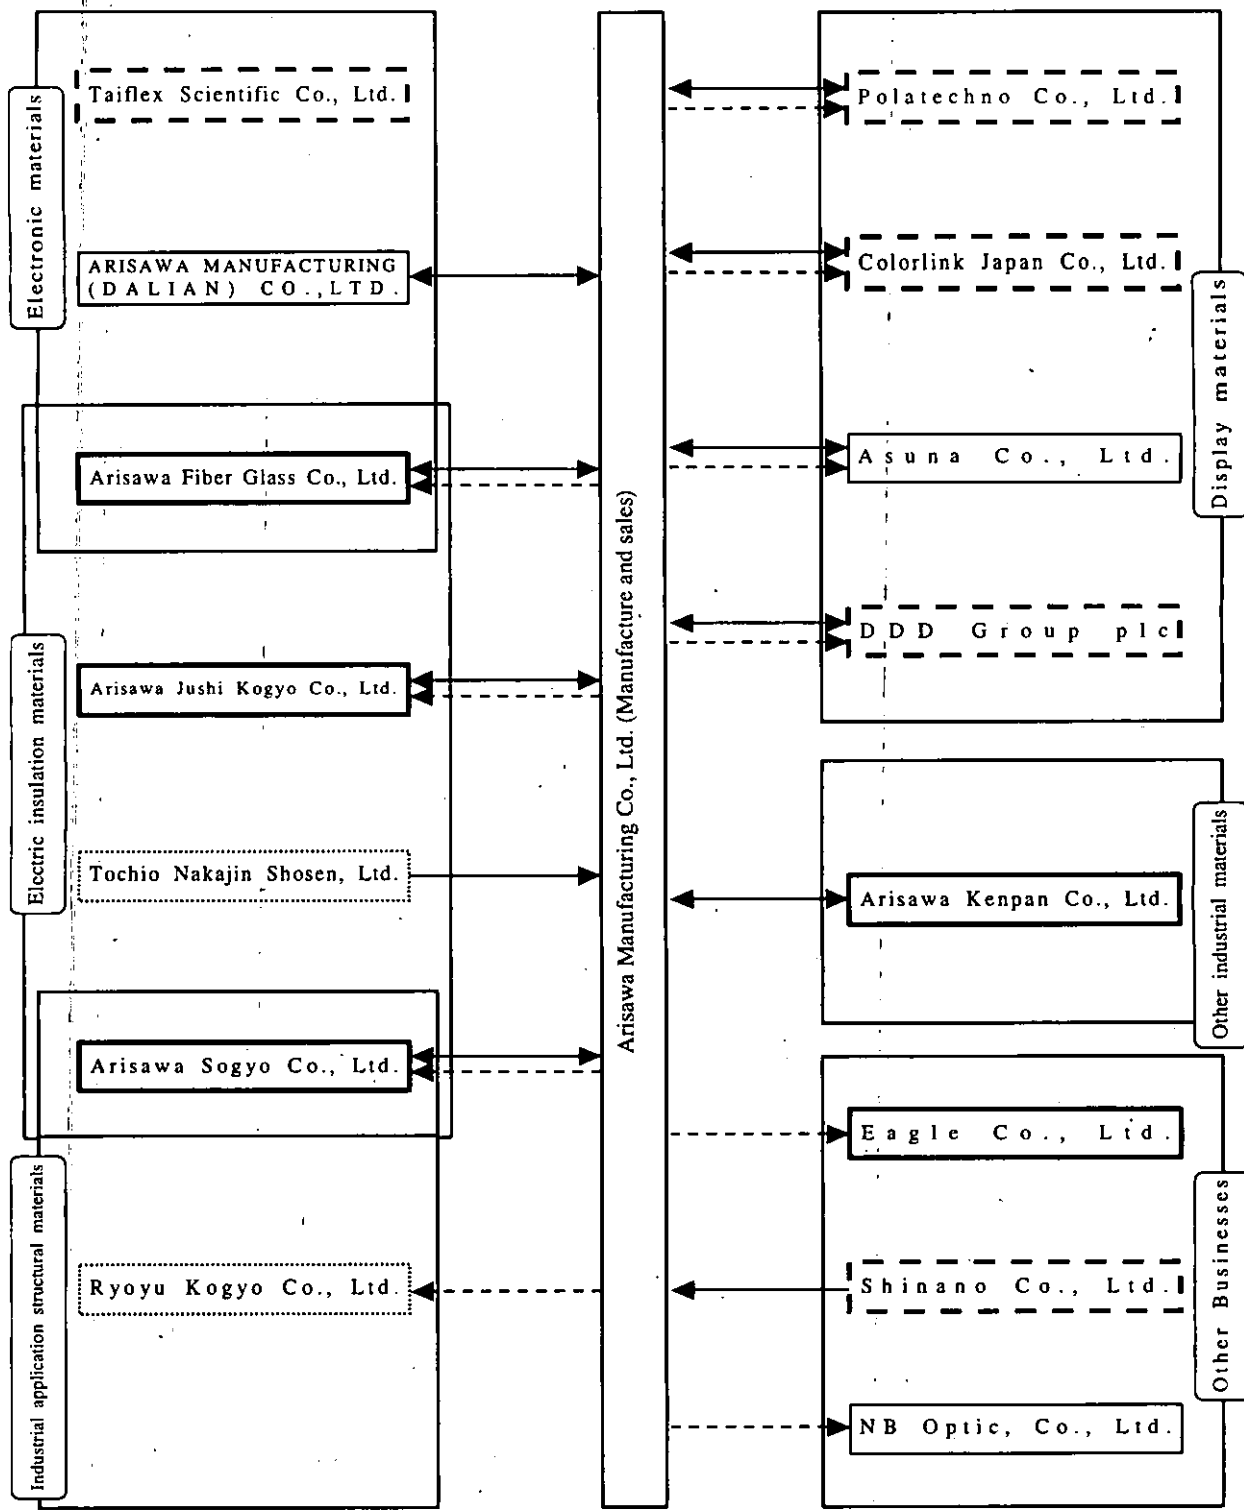 Electronic materials
Taiflex Scientific Co., Ltd.
ARISAWA MANUFACTURING
(DALIAN) CO.,LTD.
Arisawa Fiber Glass Co., Ltd.
Electric insulation materials
Arisawa Jushi Kogyo Co., Ltd.
Tochio Nakajin Shosen, Ltd.
Arisawa Sogyo Co., Ltd.
Industrial application structural materials
Ryoyu Kogyo Co., Ltd.
Arisawa Manufacturing Co., Ltd. (Manufacture and sales)
Display materials
Polatechno Co., Ltd.
Colorlink Japan Co., Ltd.
Asuna Co., Ltd.
DDD Group plc
Other industrial materials
Arisawa Kenpan Co., Ltd.
Other Businesses
Eagle Co., Ltd.
Shinano Co., Ltd.
NB Optic, Co., Ltd.